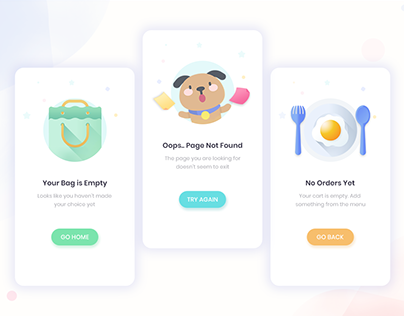 Your Bag is Empty
Looks like you haven't made
your choice yet
GO HOME
Oops.. Page Not Found
The page you are looking for
doesn't seem to exit
TRY AGAIN
No Orders Yet
Your cart is empty. Add
something from the menu
GO BACK